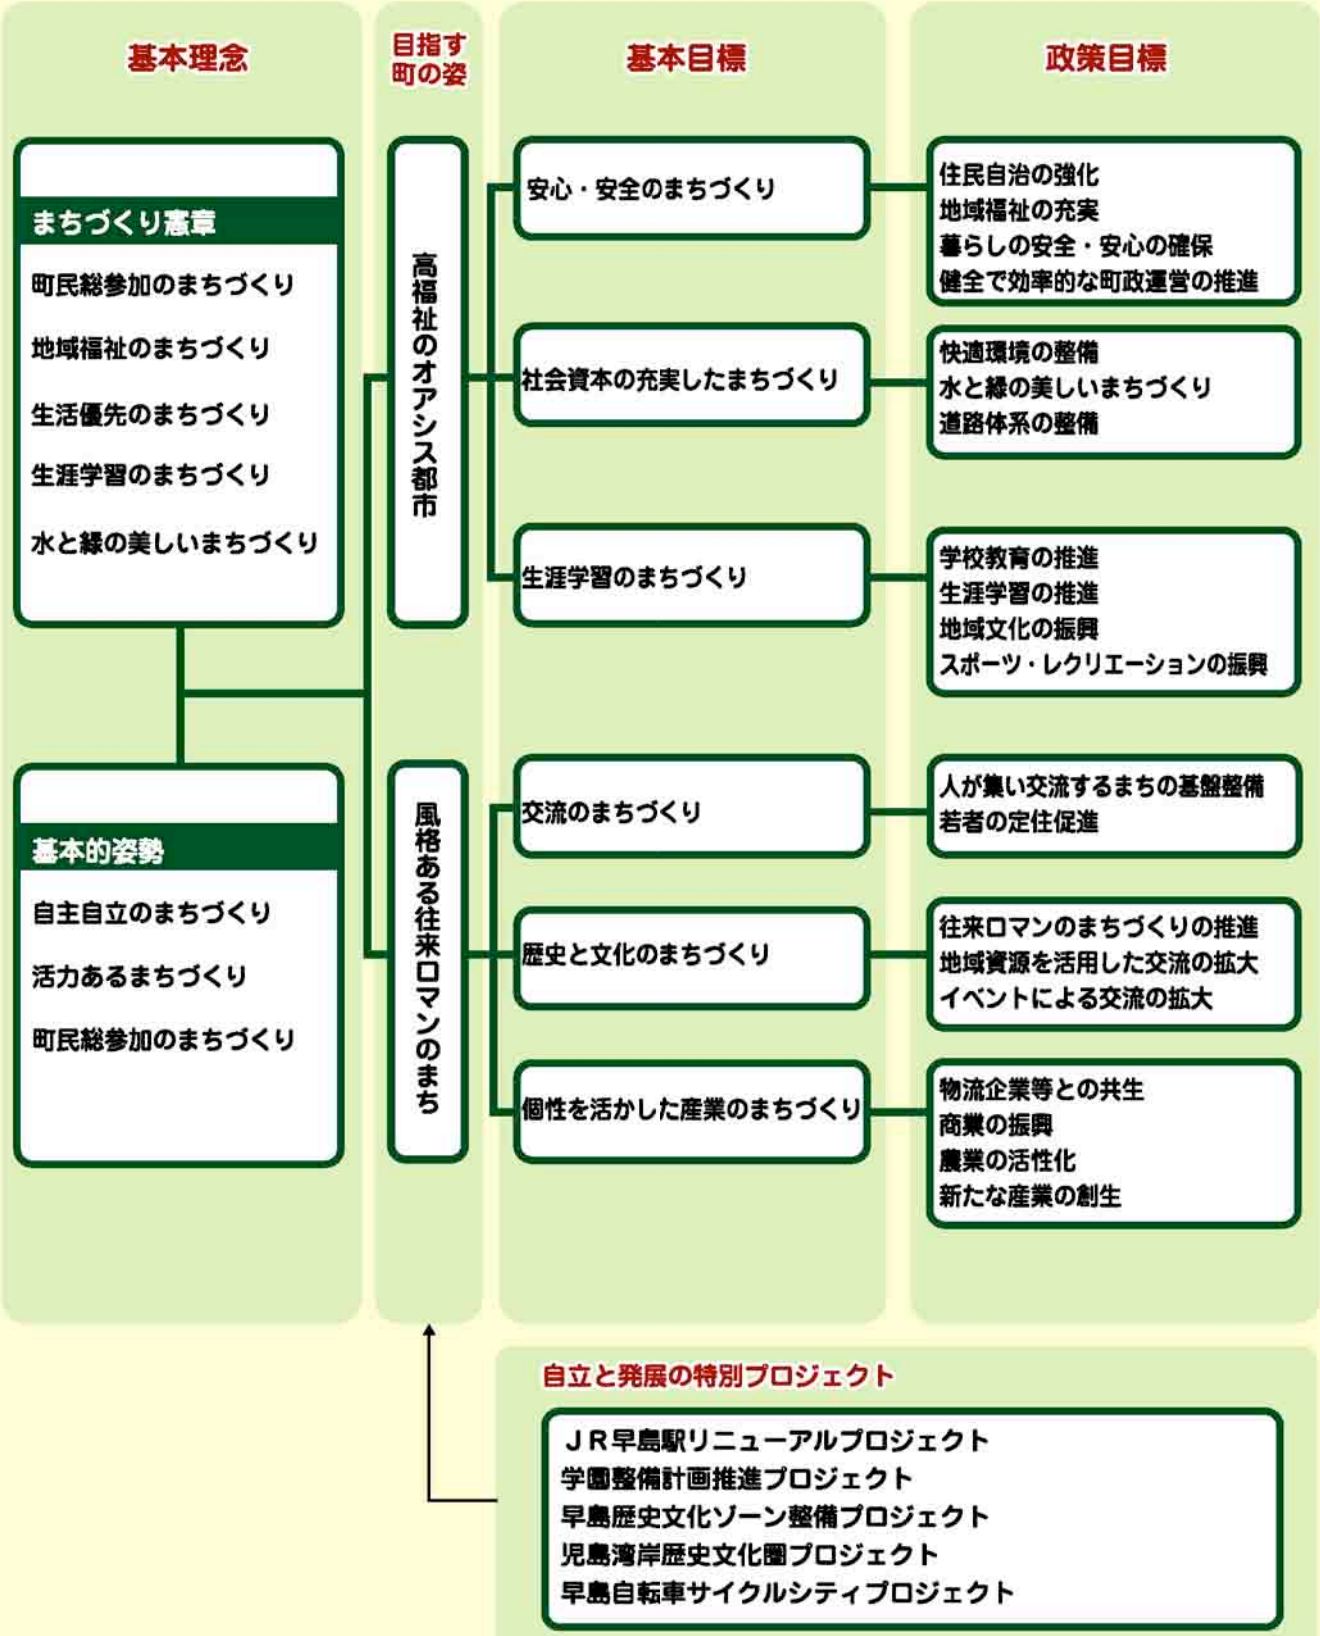 基本理念
まちづくり憲章
町民総参加のまちづくり
地域福祉のまちづくり
生活優先のまちづくり
生涯学習のまちづくり
水と緑の美しいまちづくり
基本的姿勢
自主自立のまちづくり
活力あるまちづくり
町民総参加のまちづくり
目指す
町の姿
高福祉のオアシス都市
風格ある往来ロマンのまち
基本目標
安心・安全のまちづくり
社会資本の充実したまちづくり
生涯学習のまちづくり
交流のまちづくり
歴史と文化のまちづくり
個性を活かした産業のまちづくり
政策目標
住民自治の強化
地域福祉の充実
暮らしの安全・安心の確保
健全で効率的な町政運営の推進
快適環境の整備
水と緑の美しいまちづくり
道路体系の整備
学校教育の推進
生涯学習の推進
地域文化の振興
スポーツ・レクリエーションの振興
人が集い交流するまちの基盤整備
若者の定住促進
往来ロマンのまちづくりの推進
地域資源を活用した交流の拡大
イベントによる交流の拡大
物流企業等との共生
商業の振興
農業の活性化
新たな産業の創生
自立と発展の特別プロジェクト
ＪＲ早島駅リニューアルプロジェクト
学園整備計画推進プロジェクト
早島歴史文化ゾーン整備プロジェクト
児島湾岸歴史文化圏プロジェクト
早島自転車サイクルシティプロジェクト